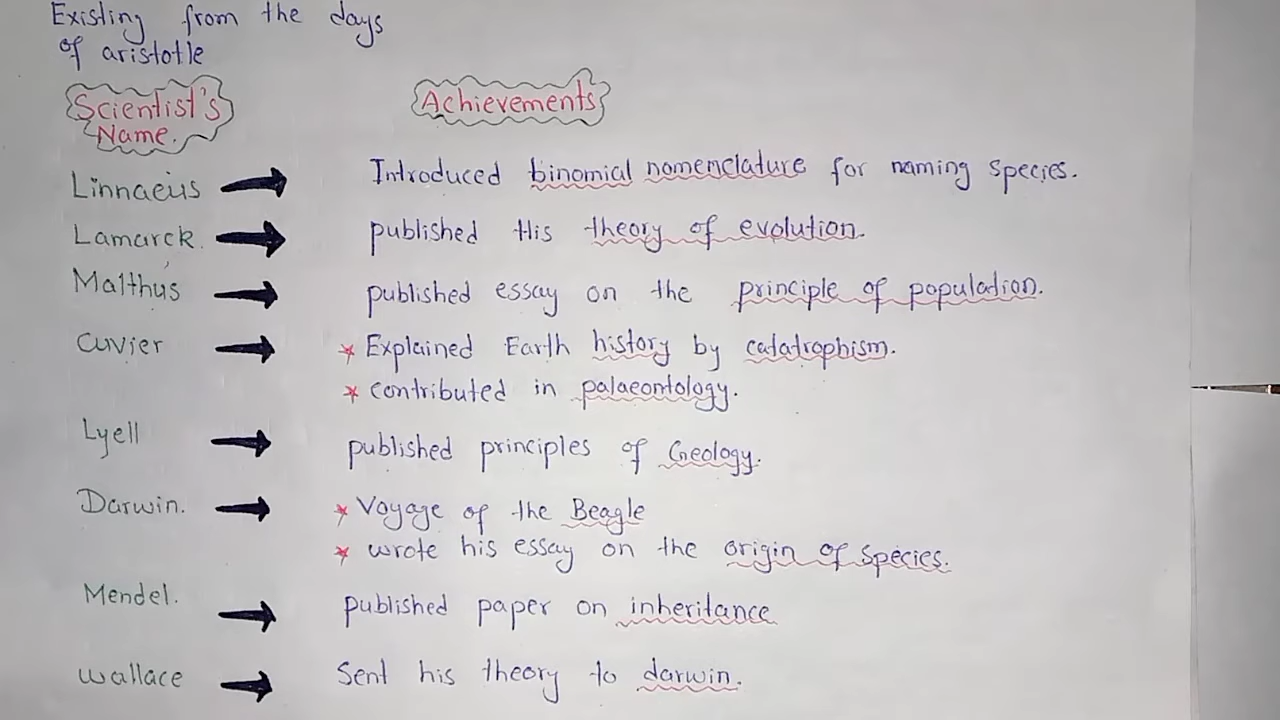 Existing from the days
of aristotle
Scientist's
Name.
Achievements
Linnaeus → Introduced binomial nomenclature for naming species.
Lamarck. → published His theory of evolution.
Malthus → published essay on the principle of population.
Cuvier → * Explained Earth history by catatrophism.
* contributed in palaeontology.
Lyell → published principles of Geology.
Darwin. → * Voyage of the Beagle
* wrote his essay on the origin of species.
Mendel. → published paper on inheritance
wallace → Sent his theory to darwin.